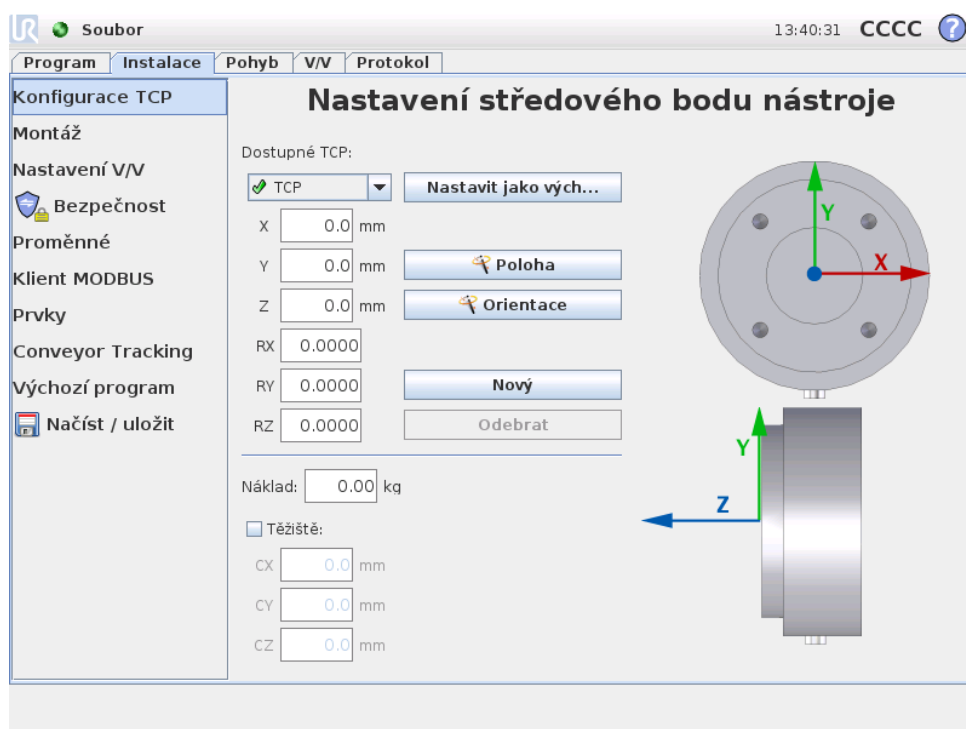 UR Soubor 13:40:31 CCCC ?
Program Instalace Pohyb V/V Protokol
Konfigurace TCP
Montáž
Nastavení V/V
Bezpečnost
Proměnné
Klient MODBUS
Prvky
Conveyor Tracking
Výchozí program
Načíst / uložit
Nastavení středového bodu nástroje
Dostupné TCP:
TCP Nastavit jako vých...
X 0.0 mm
Y 0.0 mm Poloha
Z 0.0 mm Orientace
RX 0.0000
RY 0.0000 Nový
RZ 0.0000 Odebrat
Náklad: 0.00 kg
Těžiště:
CX 0.0 mm
CY 0.0 mm
CZ 0.0 mm
Y
X
Y
Z